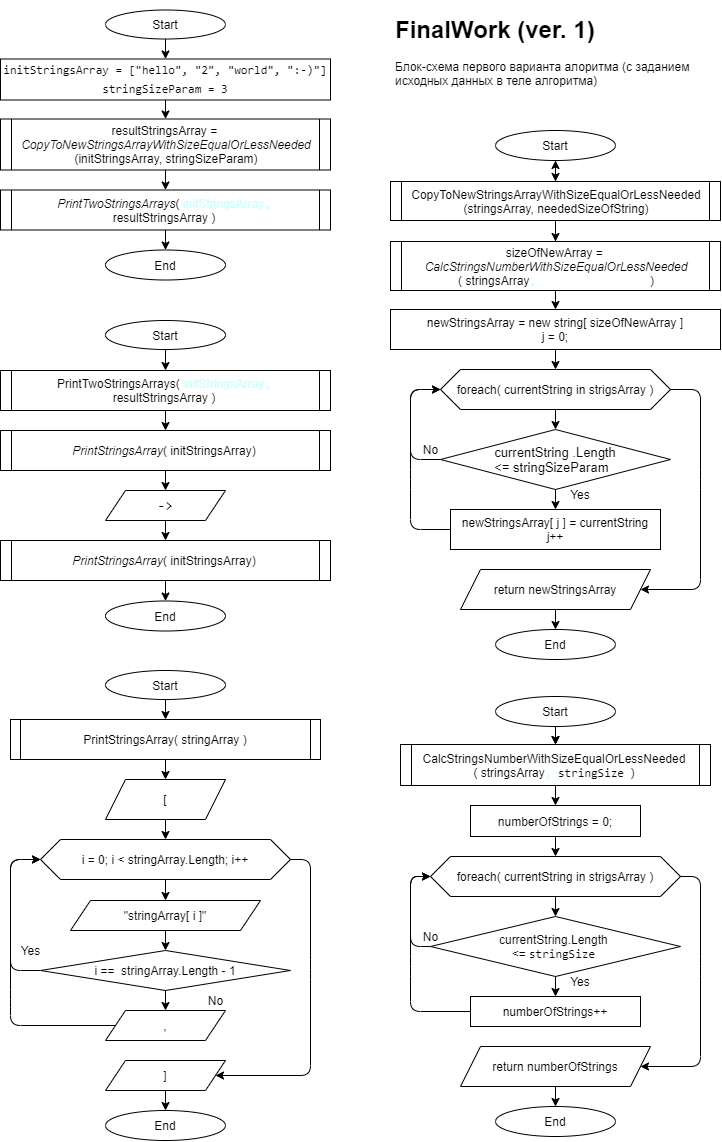 FinalWork (ver. 1)
Блок-схема первого варианта алоритма (с заданием
исходных данных в теле алгоритма)
Start
initStringsArray = ["hello", "2", "world", ":-)"]
stringSizeParam = 3
resultStringsArray =
CopyToNewStringsArrayWithSizeEqualOrLessNeeded
(initStringsArray, stringSizeParam)
PrintTwoStringsArrays( initStringsArray,
resultStringsArray )
End
Start
PrintTwoStringsArrays( initStringsArray,
resultStringsArray )
PrintStringsArray( initStringsArray)
->
PrintStringsArray( initStringsArray)
End
Start
PrintStringsArray( stringArray )
[
i = 0; i < stringArray.Length; i++
"stringArray[ i ]"
Yes
i == stringArray.Length - 1
No
,
]
End
Start
CopyToNewStringsArrayWithSizeEqualOrLessNeeded
(stringsArray, neededSizeOfString)
sizeOfNewArray =
CalcStringsNumberWithSizeEqualOrLessNeeded
( stringsArray, )
newStringsArray = new string[ sizeOfNewArray ]
j = 0;
foreach( currentString in strigsArray )
No
currentString .Length
<= stringSizeParam
Yes
newStringsArray[ j ] = currentString
j++
return newStringsArray
End
Start
CalcStringsNumberWithSizeEqualOrLessNeeded
( stringsArray, stringSize )
numberOfStrings = 0;
foreach( currentString in strigsArray )
No
currentString.Length
<= stringSize
Yes
numberOfStrings++
return numberOfStrings
End